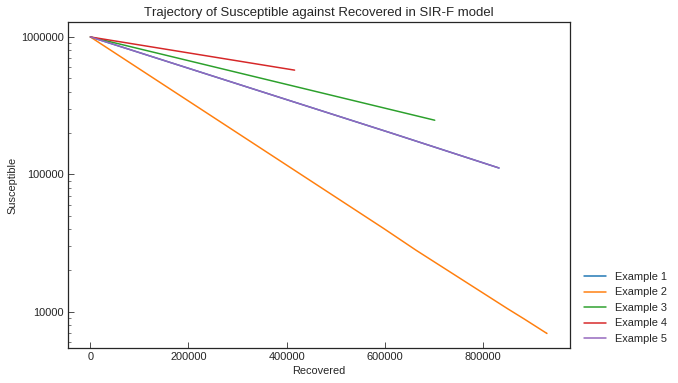 Trajectory of Susceptible against Recovered in SIR-F model
1000000
100000
10000
Susceptible
0
200000
400000
600000
800000
Recovered
Example 1
Example 2
Example 3
Example 4
Example 5